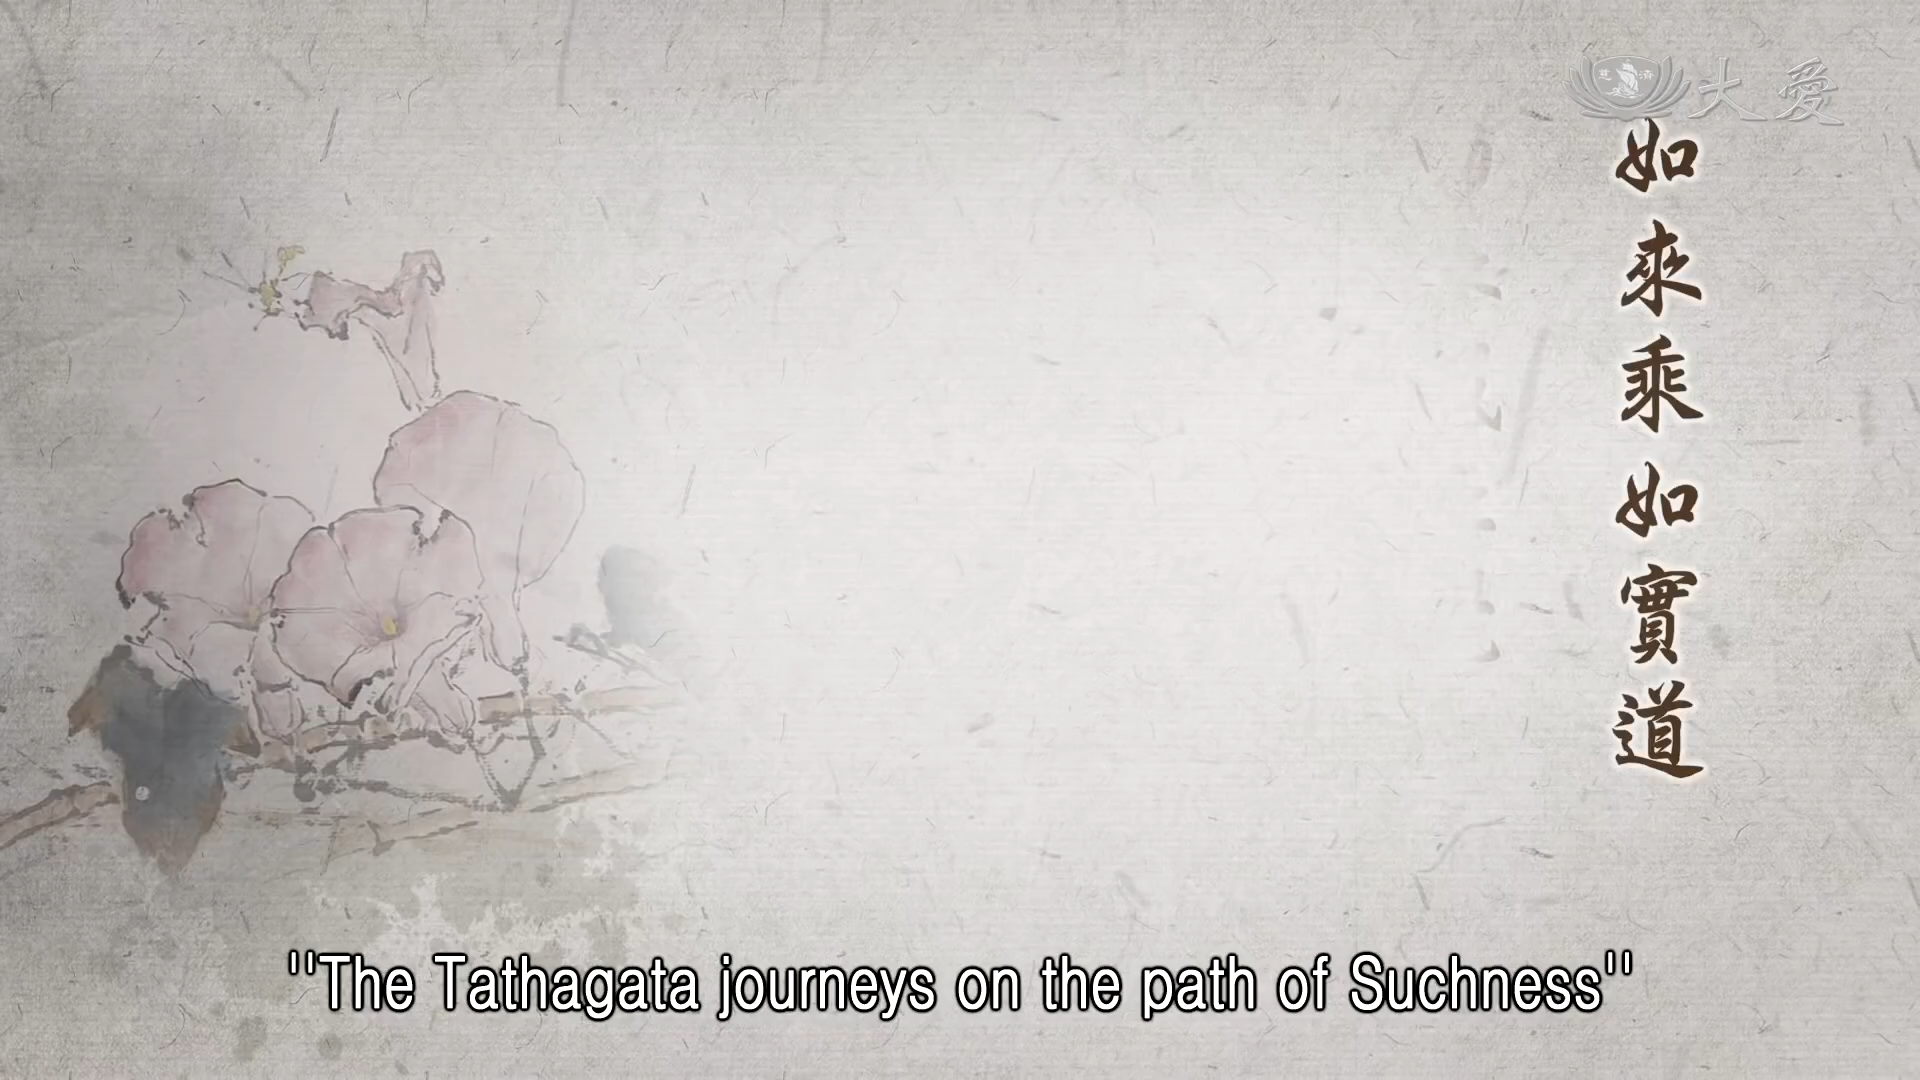 大愛
如來乘如實道
"The Tathagata journeys on the path of Suchness"